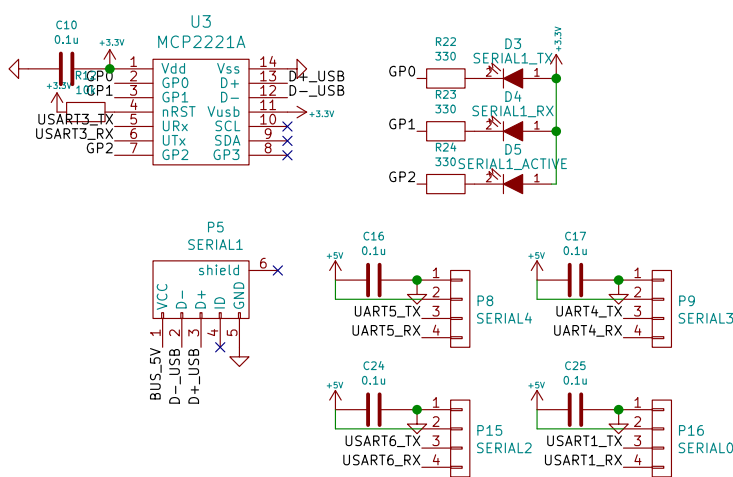 C10
0.1u
+3.3V
U3
MCP2221A
1 Vdd
2 GP0
3 GP1
4 nRST
5 URx
6 UTx
7 GP2
Vss 14
D+ 13
D- 12
Vusb 11
SCL 10
SDA 9
GP3 8
GP0
GP1
+3.3V
USART3_TX
USART3_RX
GP2
D+_USB
D-_USB
+3.3V
R22
330
D3
SERIAL1_TX
GP0
2 1
+3.3V
R23
330
D4
SERIAL1_RX
GP1
2 1
R24
330
D5
SERIAL1_ACTIVE
GP2
2 1
P5
SERIAL1
shield 6
VCC D- D+ ID GND
1 2 3 4 5
BUS_5V
D-_USB
D+_USB
C16
0.1u
+5V
1
2
UART5_TX 3
UART5_RX 4
P8
SERIAL4
C17
0.1u
+5V
1
2
UART4_TX 3
UART4_RX 4
P9
SERIAL3
C24
0.1u
+5V
1
2
USART6_TX 3
USART6_RX 4
P15
SERIAL2
C25
0.1u
+5V
1
2
USART1_TX 3
USART1_RX 4
P16
SERIAL0